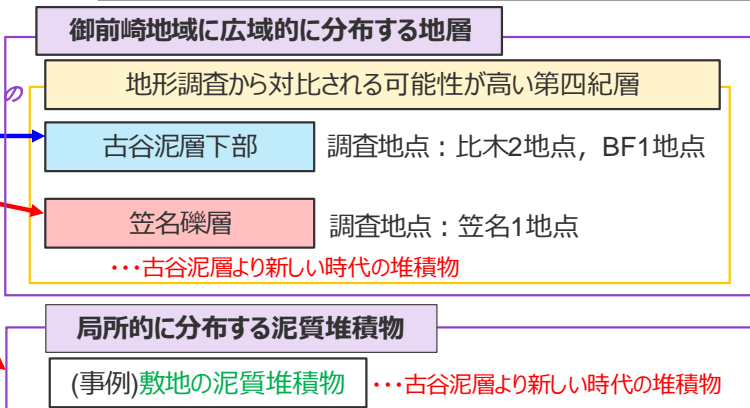 御前崎地域に広域的に分布する地層
の
地形調査から対比される可能性が高い第四紀層
古谷泥層下部 調査地点：比木2地点，BF1地点
笠名礫層 調査地点：笠名1地点
・・・古谷泥層より新しい時代の堆積物
局所的に分布する泥質堆積物
(事例)敷地の泥質堆積物 ・・・古谷泥層より新しい時代の堆積物